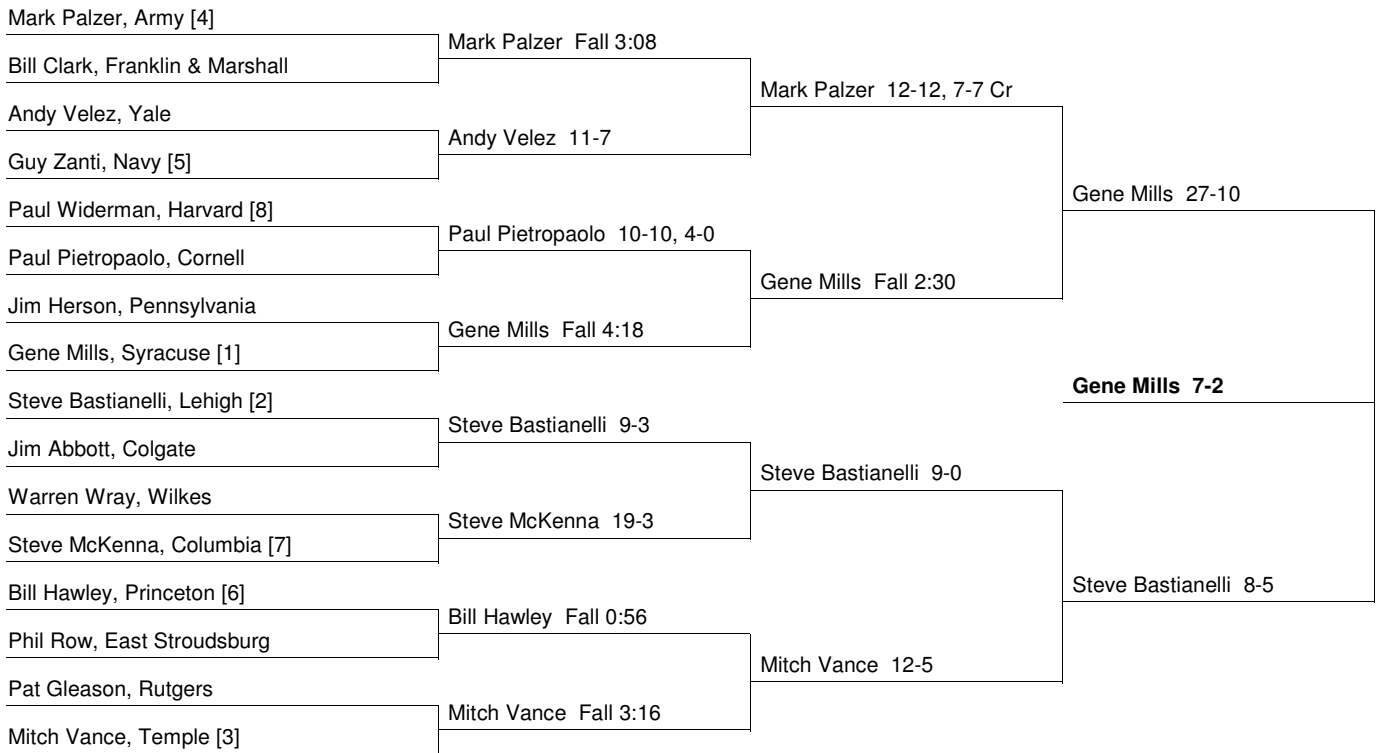 Mark Palzer, Army [4]
Bill Clark, Franklin & Marshall
Andy Velez, Yale
Guy Zanti, Navy [5]
Paul Widerman, Harvard [8]
Paul Pietropaolo, Cornell
Jim Herson, Pennsylvania
Gene Mills, Syracuse [1]
Steve Bastianelli, Lehigh [2]
Jim Abbott, Colgate
Warren Wray, Wilkes
Steve McKenna, Columbia [7]
Bill Hawley, Princeton [6]
Phil Row, East Stroudsburg
Pat Gleason, Rutgers
Mitch Vance, Temple [3]
Mark Palzer Fall 3:08
Andy Velez 11-7
Paul Pietropaolo 10-10, 4-0
Gene Mills Fall 4:18
Steve Bastianelli 9-3
Steve McKenna 19-3
Bill Hawley Fall 0:56
Mitch Vance Fall 3:16
Mark Palzer 12-12, 7-7 Cr
Gene Mills Fall 2:30
Steve Bastianelli 9-0
Mitch Vance 12-5
Gene Mills 27-10
Steve Bastianelli 8-5
Gene Mills 7-2